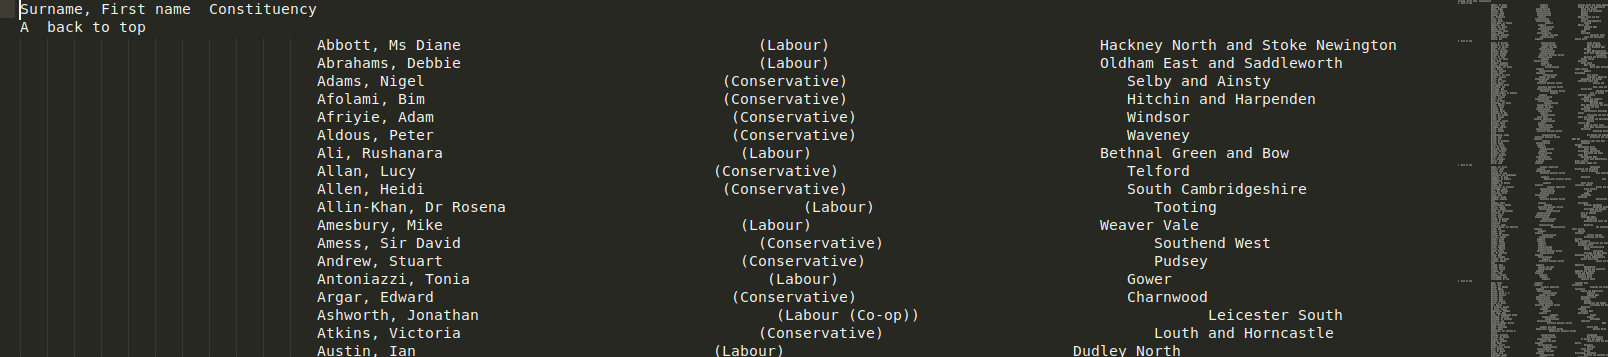 Surname, First name  Constituency
A  back to top
Abbott, Ms Diane (Labour) Hackney North and Stoke Newington
Abrahams, Debbie (Labour) Oldham East and Saddleworth
Adams, Nigel (Conservative) Selby and Ainsty
Afolami, Bim (Conservative) Hitchin and Harpenden
Afriyie, Adam (Conservative) Windsor
Aldous, Peter (Conservative) Waveney
Ali, Rushanara (Labour) Bethnal Green and Bow
Allan, Lucy (Conservative) Telford
Allen, Heidi (Conservative) South Cambridgeshire
Allin-Khan, Dr Rosena (Labour) Tooting
Amesbury, Mike (Labour) Weaver Vale
Amess, Sir David (Conservative) Southend West
Andrew, Stuart (Conservative) Pudsey
Antoniazzi, Tonia (Labour) Gower
Argar, Edward (Conservative) Charnwood
Ashworth, Jonathan (Labour (Co-op)) Leicester South
Atkins, Victoria (Conservative) Louth and Horncastle
Austin, Ian (Labour) Dudley North